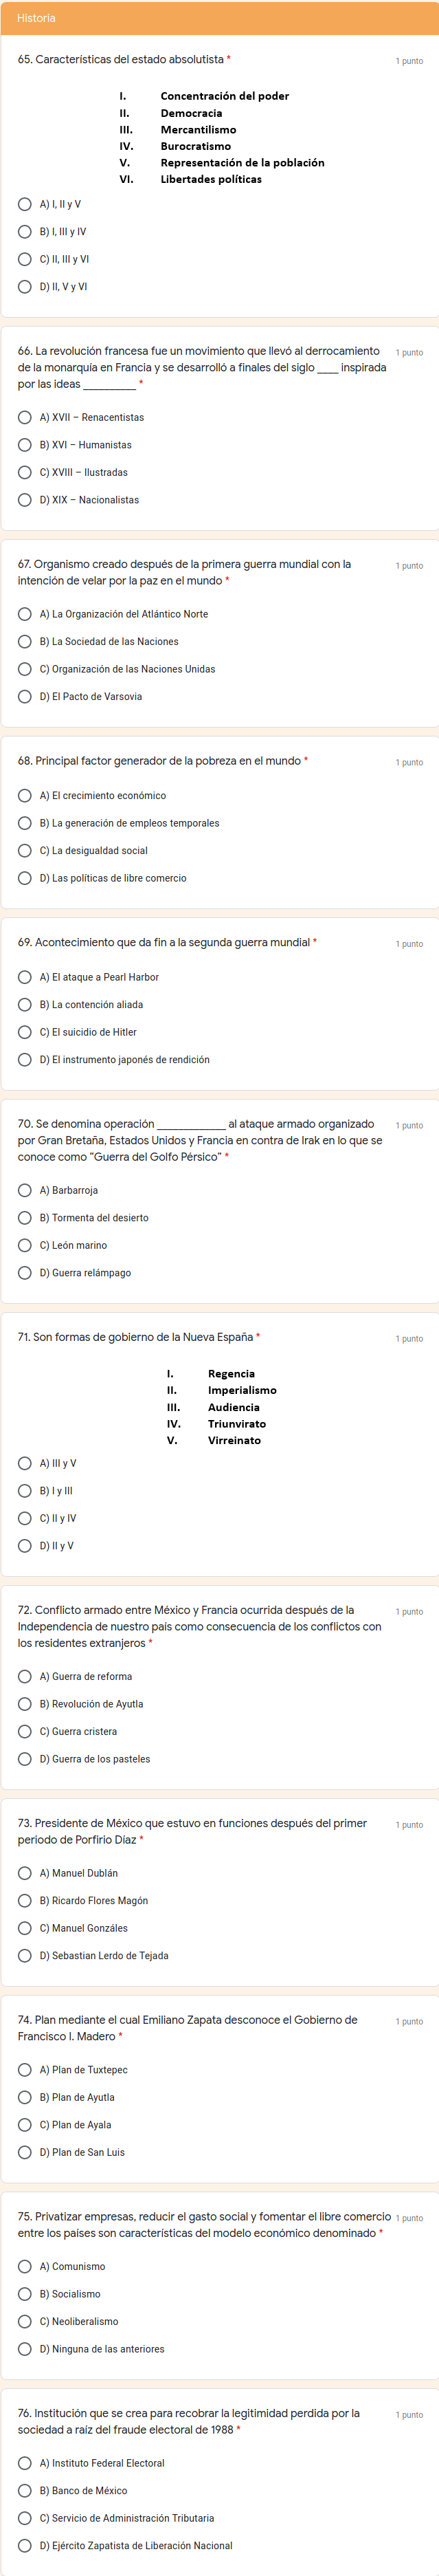 Historia
65. Características del estado absolutista *
1 punto
I. Concentración del poder
II. Democracia
III. Mercantilismo
IV. Burocratismo
V. Representación de la población
VI. Libertades políticas
A) I, II y V
B) I, III y IV
C) II, III y VI
D) II, V y VI
66. La revolución francesa fue un movimiento que llevó al derrocamiento
1 punto
de la monarquía en Francia y se desarrolló a finales del siglo ____ inspirada
por las ideas __________ *
A) XVII – Renacentistas
B) XVI – Humanistas
C) XVIII – Ilustradas
D) XIX – Nacionalistas
67. Organismo creado después de la primera guerra mundial con la
1 punto
intención de velar por la paz en el mundo *
A) La Organización del Atlántico Norte
B) La Sociedad de las Naciones
C) Organización de las Naciones Unidas
D) El Pacto de Varsovia
68. Principal factor generador de la pobreza en el mundo *
1 punto
A) El crecimiento económico
B) La generación de empleos temporales
C) La desigualdad social
D) Las políticas de libre comercio
69. Acontecimiento que da fin a la segunda guerra mundial *
1 punto
A) El ataque a Pearl Harbor
B) La contención aliada
C) El suicidio de Hitler
D) El instrumento japonés de rendición
70. Se denomina operación _____________ al ataque armado organizado
1 punto
por Gran Bretaña, Estados Unidos y Francia en contra de Irak en lo que se
conoce como "Guerra del Golfo Pérsico" *
A) Barbarroja
B) Tormenta del desierto
C) León marino
D) Guerra relámpago
71. Son formas de gobierno de la Nueva España *
1 punto
I. Regencia
II. Imperialismo
III. Audiencia
IV. Triunvirato
V. Virreinato
A) III y V
B) I y III
C) II y IV
D) II y V
72. Conflicto armado entre México y Francia ocurrida después de la
1 punto
Independencia de nuestro país como consecuencia de los conflictos con
los residentes extranjeros *
A) Guerra de reforma
B) Revolución de Ayutla
C) Guerra cristera
D) Guerra de los pasteles
73. Presidente de México que estuvo en funciones después del primer
1 punto
periodo de Porfirio Díaz *
A) Manuel Dublán
B) Ricardo Flores Magón
C) Manuel Gonzáles
D) Sebastian Lerdo de Tejada
74. Plan mediante el cual Emiliano Zapata desconoce el Gobierno de
1 punto
Francisco I. Madero *
A) Plan de Tuxtepec
B) Plan de Ayutla
C) Plan de Ayala
D) Plan de San Luis
75. Privatizar empresas, reducir el gasto social y fomentar el libre comercio
1 punto
entre los países son características del modelo económico denominado *
A) Comunismo
B) Socialismo
C) Neoliberalismo
D) Ninguna de las anteriores
76. Institución que se crea para recobrar la legitimidad perdida por la
1 punto
sociedad a raíz del fraude electoral de 1988 *
A) Instituto Federal Electoral
B) Banco de México
C) Servicio de Administración Tributaria
D) Ejército Zapatista de Liberación Nacional